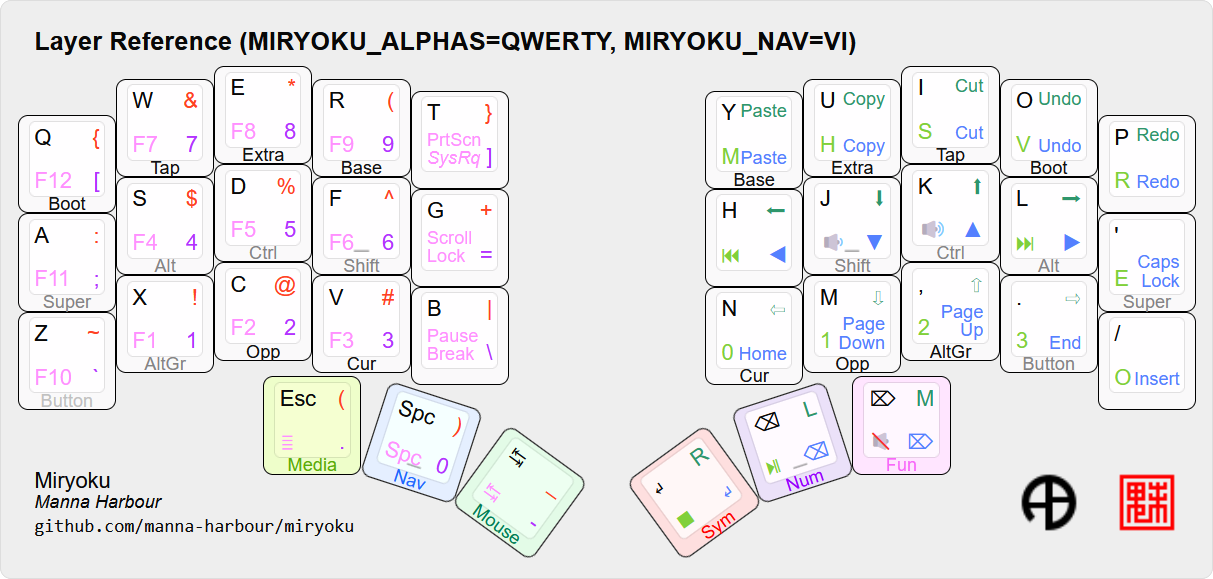 Layer Reference (MIRYOKU_ALPHAS=QWERTY, MIRYOKU_NAV=VI)
Q {
F12 [
Boot
W &
F7 7
Tap
E *
F8 8
Extra
R (
F9 9
Base
T }
PrtScn
SysRq ]
Y Paste
M Paste
Base
U Copy
H Copy
Extra
I Cut
S Cut
Tap
O Undo
V Undo
Boot
P Redo
R Redo
A :
F11 ;
Super
S $
F4 4
Alt
D %
F5 5
Ctrl
F ^
F6 _ 6
Shift
G +
Scroll
Lock =
H ←
⏮ ◀
J ↓
🔉 _ ▼
Shift
K ↑
🔊 ▲
Ctrl
L →
⏭ ▶
Alt
'
Caps
E Lock
Super
Z ~
F10 `
Button
X !
F1 1
AltGr
C @
F2 2
Opp
V #
F3 3
Cur
B |
Pause
Break \
N ⇦
0 Home
Cur
M ⇩
Page
1 Down
Opp
, ⇧
Page
2 Up
AltGr
. ⇨
3 End
Button
/
O Insert
Esc (
☰ .
Media
Spc )
Spc _ 0
Nav
↹ _
↹ -
Mouse
↲ R
■ ↲
Sym
⌫ L
⏯ _ ⌫
Num
⌦ M
🔇 ⌦
Fun
Miryoku
Manna Harbour
github.com/manna-harbour/miryoku
魅